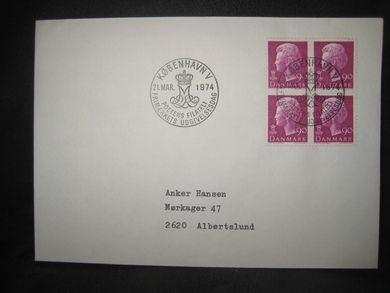 KØBENHAVN V
21. MAR. 1974
POSTENS FILATELI
FRIMÆRKETS UDGIVELSESDAG
90
DANMARK
90
DANMARK
90
DANMARK
90
DANMARK
Anker Hansen
Mørkager 47
2620 Albertslund